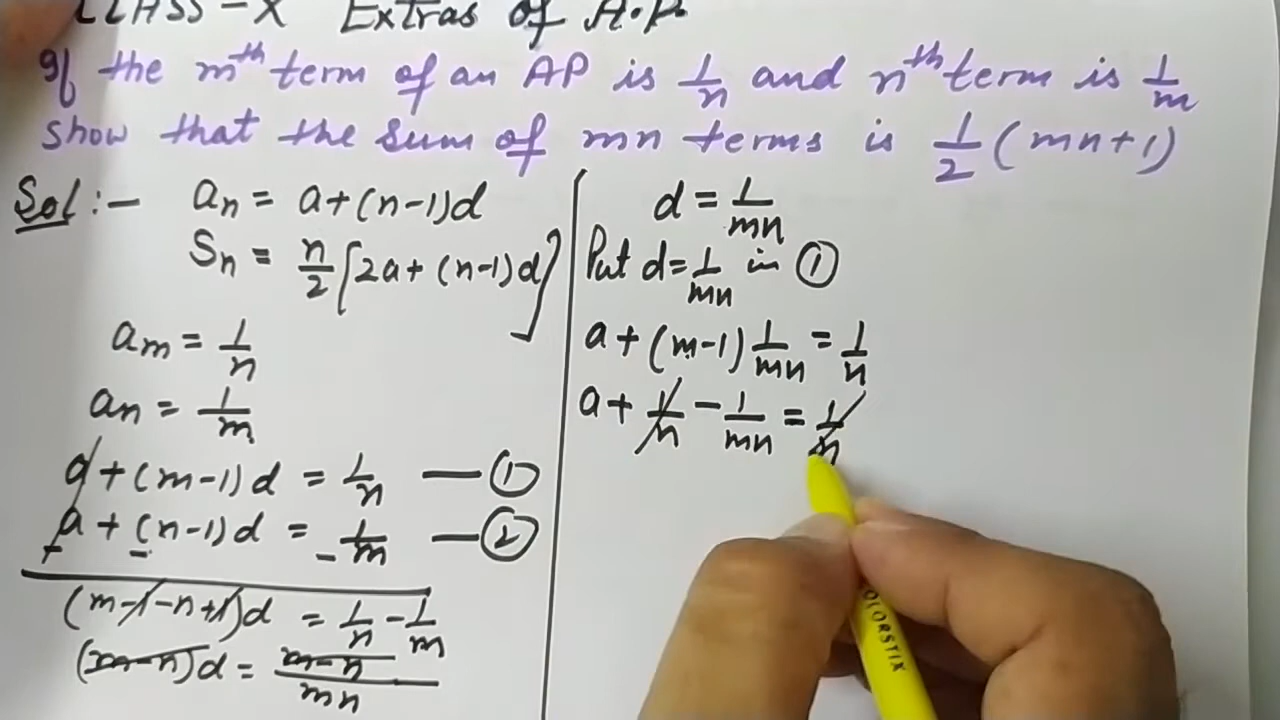 CLASS-X Extras of A.P.
If the mth term of an AP is 1/n and nth term is 1/m
show that the sum of mn terms is 1/2 (mn+1)
Sol:- an = a+(n-1)d
Sn = n/2 [2a+(n-1)d]
am = 1/n
an = 1/m
a+(m-1)d = 1/n —①
a+(n-1)d = 1/m —②
- - -
(m-1-n+1)d = 1/n - 1/m
(m-n)d = m-n/mn
d = 1/mn
Put d = 1/mn in ①
a+(m-1) 1/mn = 1/n
a + 1/n - 1/mn = 1/n
COLORSTIX